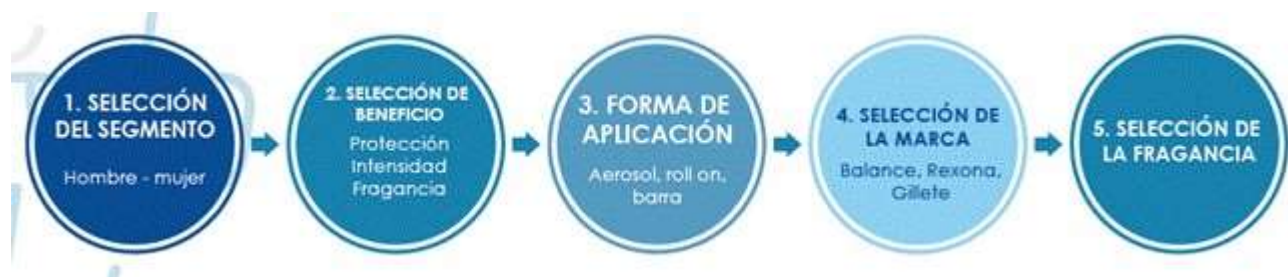 1. SELECCIÓN
DEL SEGMENTO
Hombre - mujer
2. SELECCIÓN DE
BENEFICIO
Protección
Intensidad
Fragancia
3. FORMA DE
APLICACIÓN
Aerosol, roll on,
barra
4. SELECCIÓN DE
LA MARCA
Balance, Rexona,
Gillete
5. SELECCIÓN DE
LA FRAGANCIA